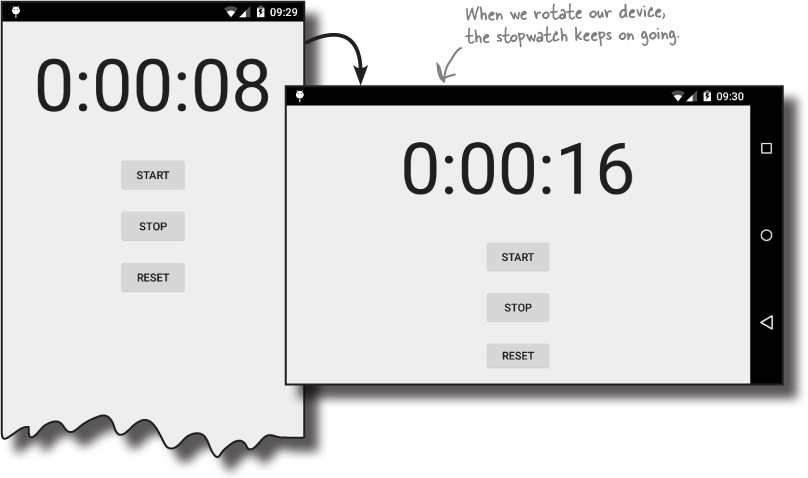 09:29
0:00:08
START
STOP
RESET
When we rotate our device,
the stopwatch keeps on going.
09:30
0:00:16
START
STOP
RESET